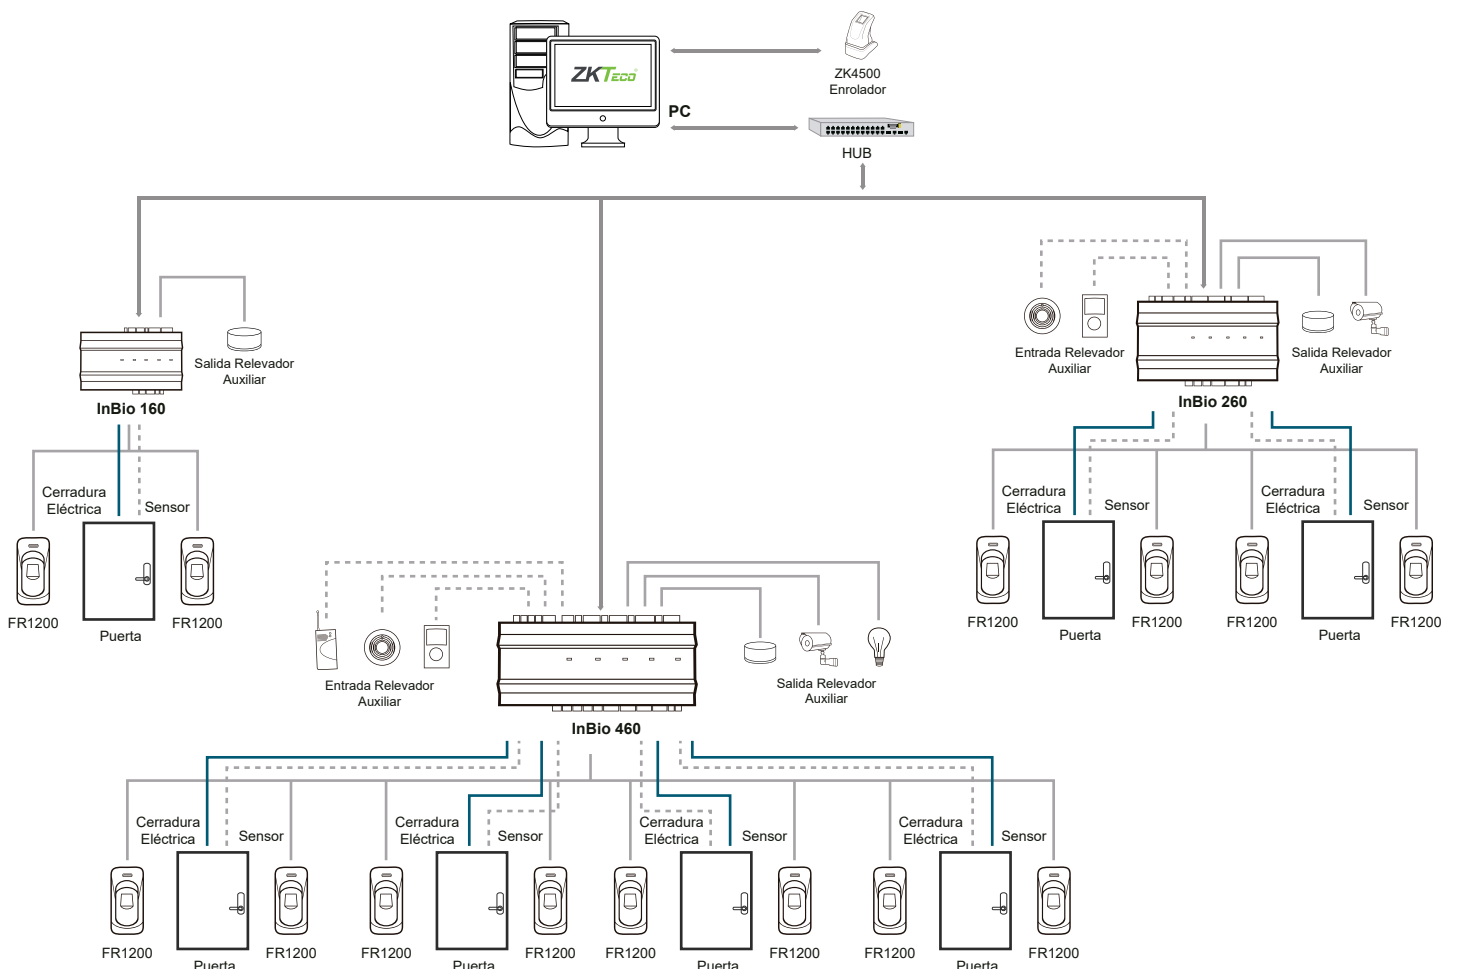 ZKTeco
PC
ZK4500
Enrolador
HUB
Salida Relevador
Auxiliar
InBio 160
Cerradura
Eléctrica
Sensor
FR1200
Puerta
FR1200
Entrada Relevador
Auxiliar
Salida Relevador
Auxiliar
InBio 260
Cerradura
Eléctrica
Sensor
Cerradura
Eléctrica
Sensor
FR1200
Puerta
FR1200
FR1200
Puerta
FR1200
Entrada Relevador
Auxiliar
Salida Relevador
Auxiliar
InBio 460
Cerradura
Eléctrica
Sensor
Cerradura
Eléctrica
Sensor
Cerradura
Eléctrica
Sensor
Cerradura
Eléctrica
Sensor
FR1200
Puerta
FR1200
FR1200
Puerta
FR1200
FR1200
Puerta
FR1200
FR1200
Puerta
FR1200